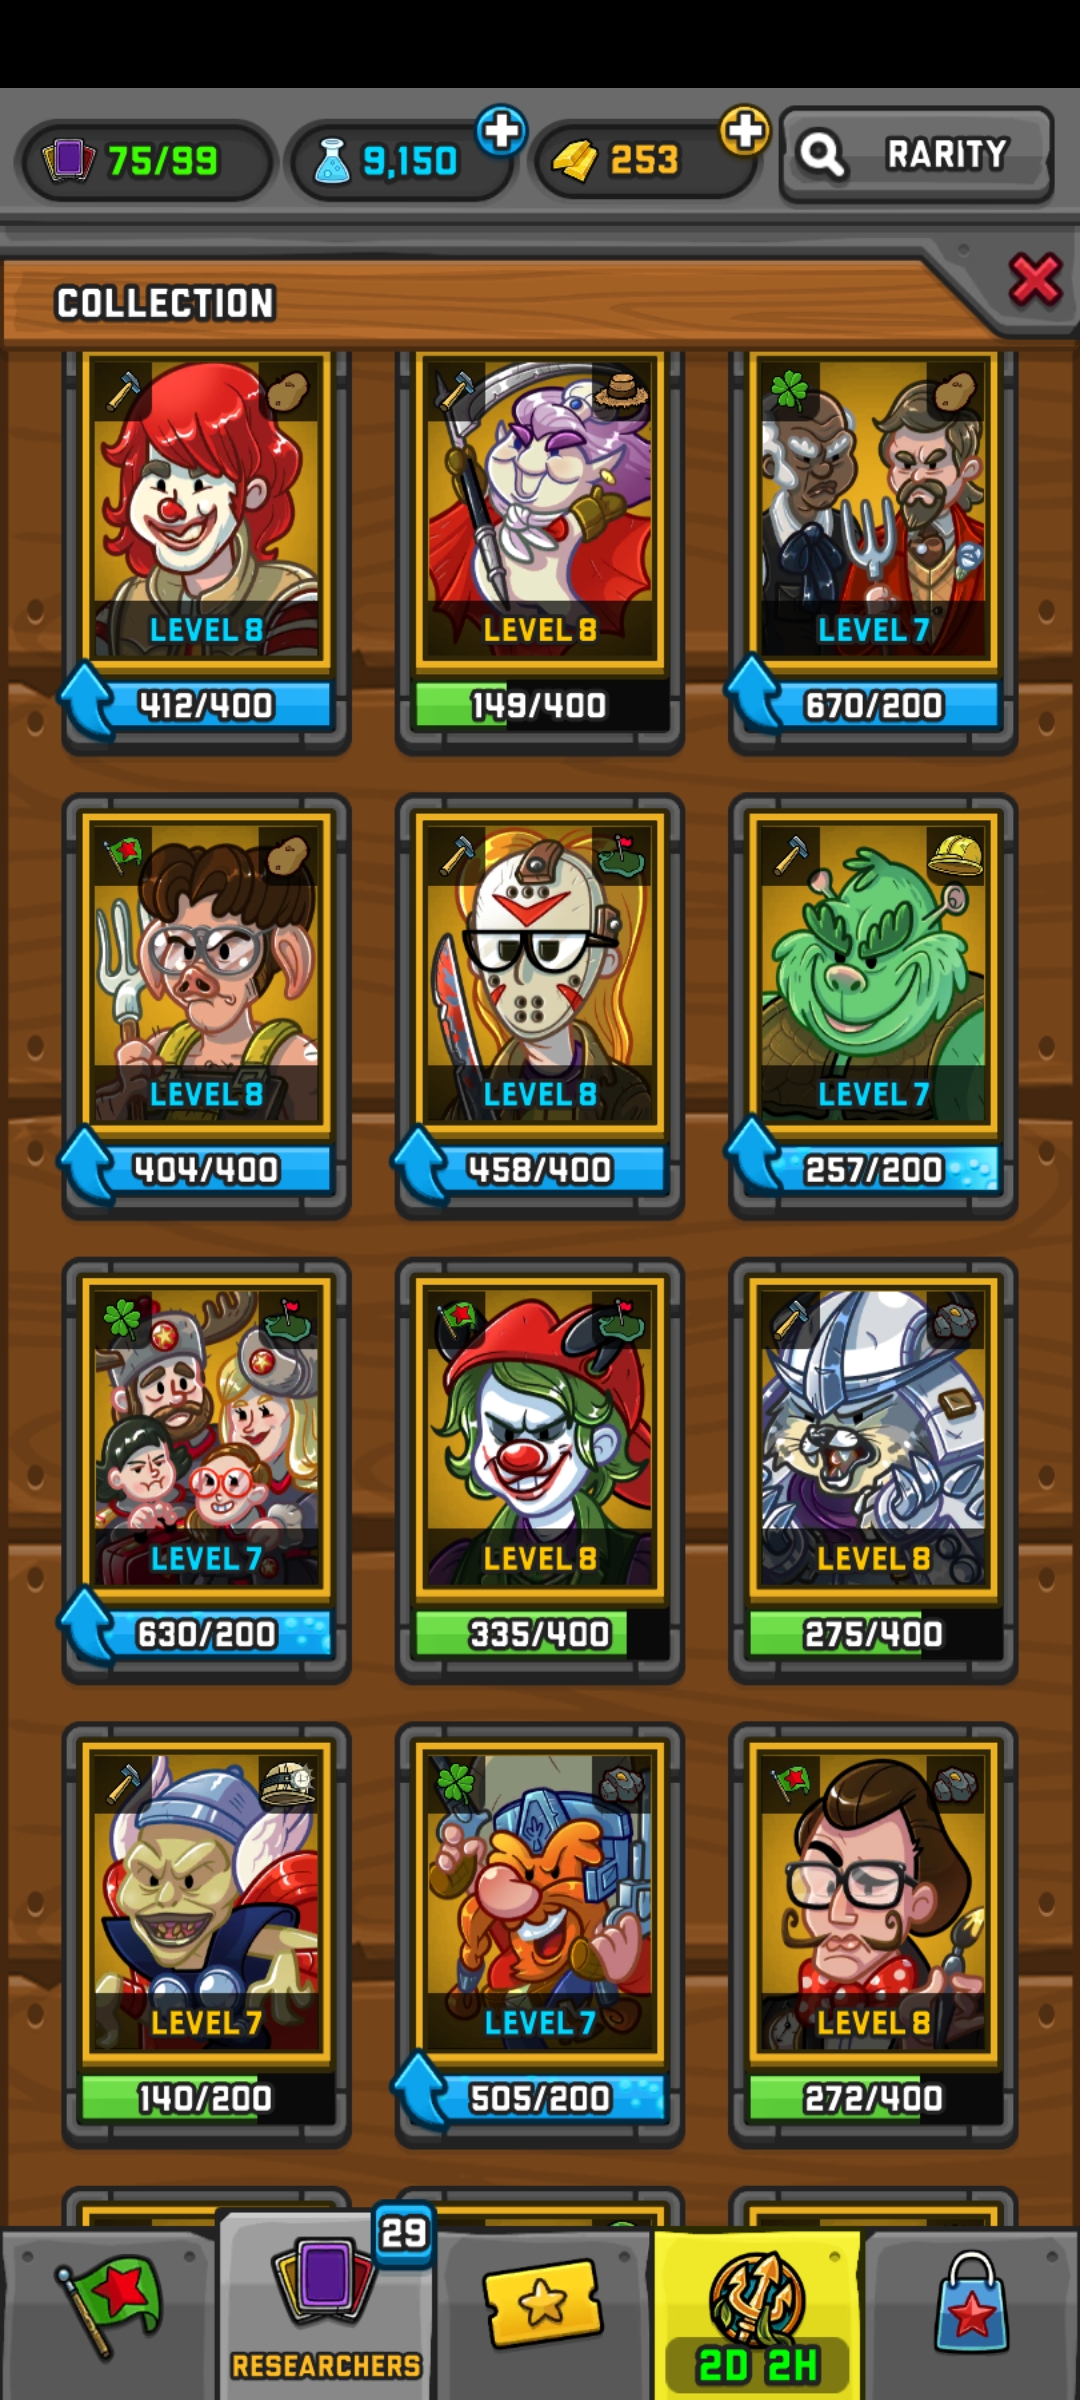 75/99 9,150 253 RARITY
COLLECTION
LEVEL 8 LEVEL 8 LEVEL 7
412/400 149/400 670/200
LEVEL 8 LEVEL 8 LEVEL 7
404/400 458/400 257/200
LEVEL 7 LEVEL 8 LEVEL 8
630/200 335/400 275/400
LEVEL 7 LEVEL 7 LEVEL 8
140/200 505/200 272/400
29
RESEARCHERS 2D 2H